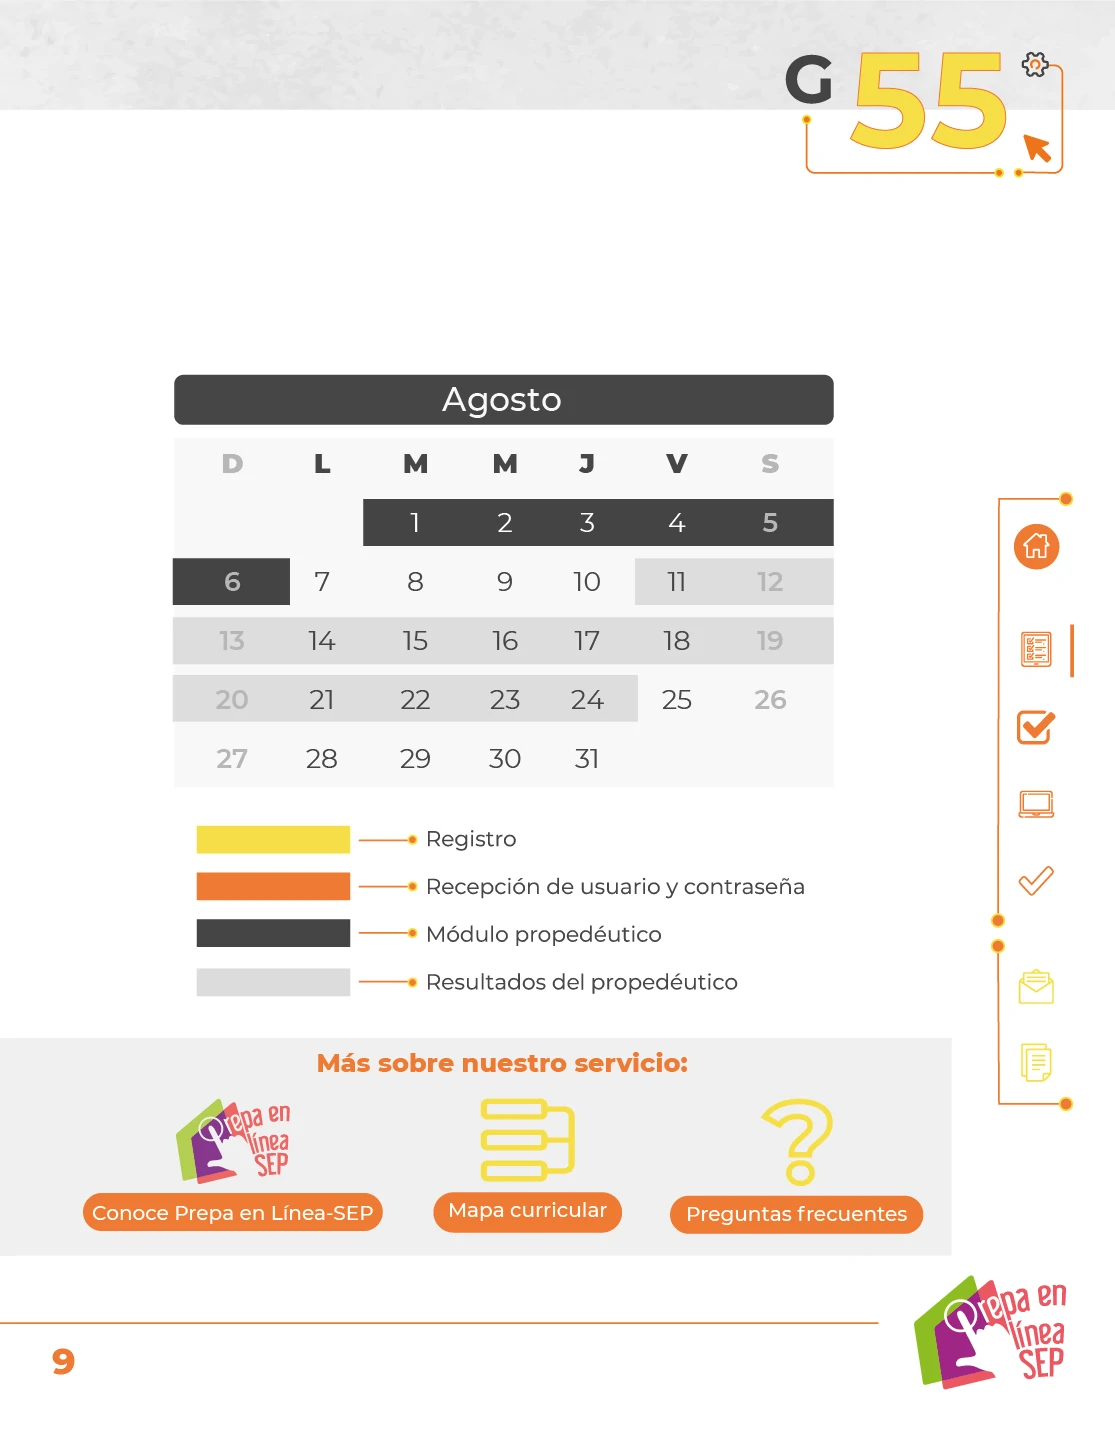 G 55
Agosto
D L M M J V S
1 2 3 4 5
6 7 8 9 10 11 12
13 14 15 16 17 18 19
20 21 22 23 24 25 26
27 28 29 30 31
Registro
Recepción de usuario y contraseña
Módulo propedéutico
Resultados del propedéutico
Más sobre nuestro servicio:
Prepa en
línea
SEP
Conoce Prepa en Línea-SEP
Mapa curricular
?
Preguntas frecuentes
Prepa en
línea
SEP
9